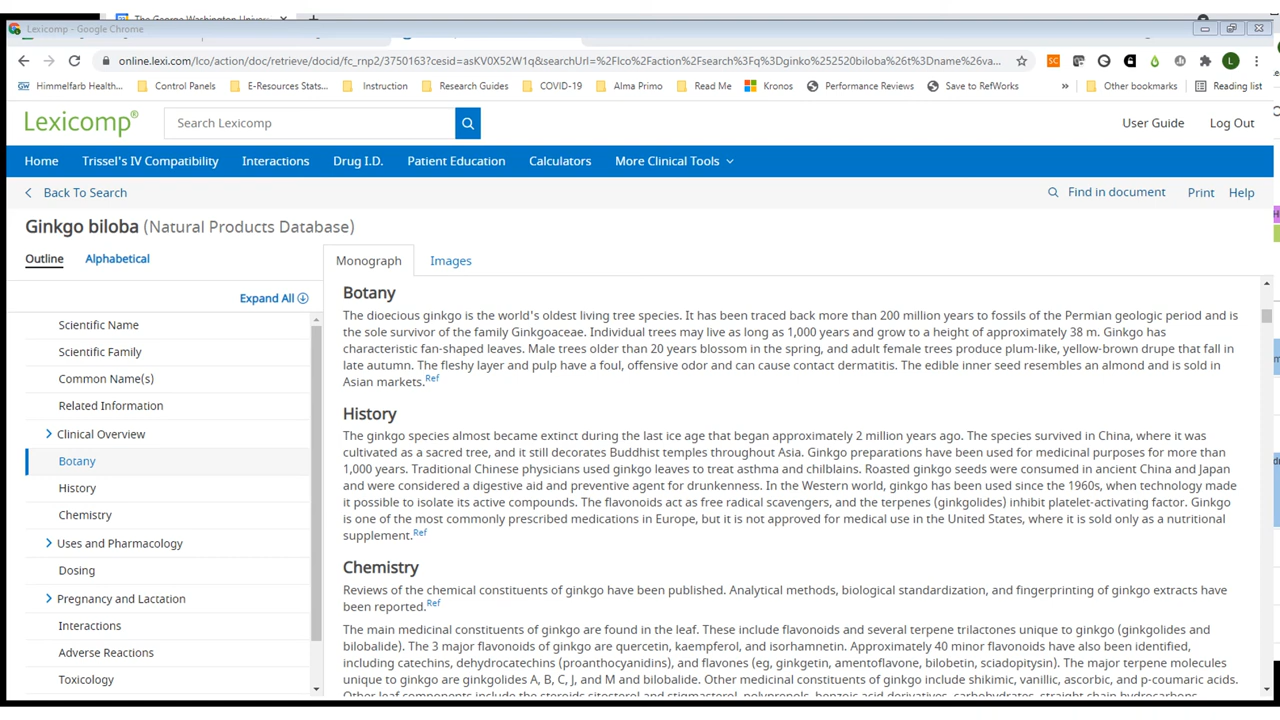 The George Washington Univer
Lexicomp - Google Chrome
online.lexi.com/lco/action/doc/retrieve/docid/fc_rnp2/3750163?cesid=asKV0X52W1q&searchUrl=%2Flco%2Faction%2Fsearch%3Fq%3Dginko%252520biloba%26t%3Dname%26va...
GW Himmelfarb Health... Control Panels E-Resources Stats... Instruction Research Guides COVID-19 Alma Primo Read Me Kronos Performance Reviews Save to RefWorks » Other bookmarks Reading list
Lexicomp® Search Lexicomp User Guide Log Out
Home Trissel's IV Compatibility Interactions Drug I.D. Patient Education Calculators More Clinical Tools
Back To Search Find in document Print Help
Ginkgo biloba (Natural Products Database)
Outline Alphabetical
Monograph Images
Expand All
Scientific Name
Scientific Family
Common Name(s)
Related Information
Clinical Overview
Botany
History
Chemistry
Uses and Pharmacology
Dosing
Pregnancy and Lactation
Interactions
Adverse Reactions
Toxicology
Botany
The dioecious ginkgo is the world's oldest living tree species. It has been traced back more than 200 million years to fossils of the Permian geologic period and is
the sole survivor of the family Ginkgoaceae. Individual trees may live as long as 1,000 years and grow to a height of approximately 38 m. Ginkgo has
characteristic fan-shaped leaves. Male trees older than 20 years blossom in the spring, and adult female trees produce plum-like, yellow-brown drupe that fall in
late autumn. The fleshy layer and pulp have a foul, offensive odor and can cause contact dermatitis. The edible inner seed resembles an almond and is sold in
Asian markets. Ref
History
The ginkgo species almost became extinct during the last ice age that began approximately 2 million years ago. The species survived in China, where it was
cultivated as a sacred tree, and it still decorates Buddhist temples throughout Asia. Ginkgo preparations have been used for medicinal purposes for more than
1,000 years. Traditional Chinese physicians used ginkgo leaves to treat asthma and chilblains. Roasted ginkgo seeds were consumed in ancient China and Japan
and were considered a digestive aid and preventive agent for drunkenness. In the Western world, ginkgo has been used since the 1960s, when technology made
it possible to isolate its active compounds. The flavonoids act as free radical scavengers, and the terpenes (ginkgolides) inhibit platelet-activating factor. Ginkgo
is one of the most commonly prescribed medications in Europe, but it is not approved for medical use in the United States, where it is sold only as a nutritional
supplement. Ref
Chemistry
Reviews of the chemical constituents of ginkgo have been published. Analytical methods, biological standardization, and fingerprinting of ginkgo extracts have
been reported. Ref
The main medicinal constituents of ginkgo are found in the leaf. These include flavonoids and several terpene trilactones unique to ginkgo (ginkgolides and
bilobalide). The 3 major flavonoids of ginkgo are quercetin, kaempferol, and isorhamnetin. Approximately 40 minor flavonoids have also been identified,
including catechins, dehydrocatechins (proanthocyanidins), and flavones (eg, ginkgetin, amentoflavone, bilobetin, sciadopitysin). The major terpene molecules
unique to ginkgo are ginkgolides A, B, C, J, and M and bilobalide. Other medicinal constituents of ginkgo include shikimic, vanillic, ascorbic, and p-coumaric acids.
Other leaf components include the steroids sitosterol and stigmasterol, polyprenols, benzoic acid derivatives, carbohydrates, straight chain hydrocarbons,